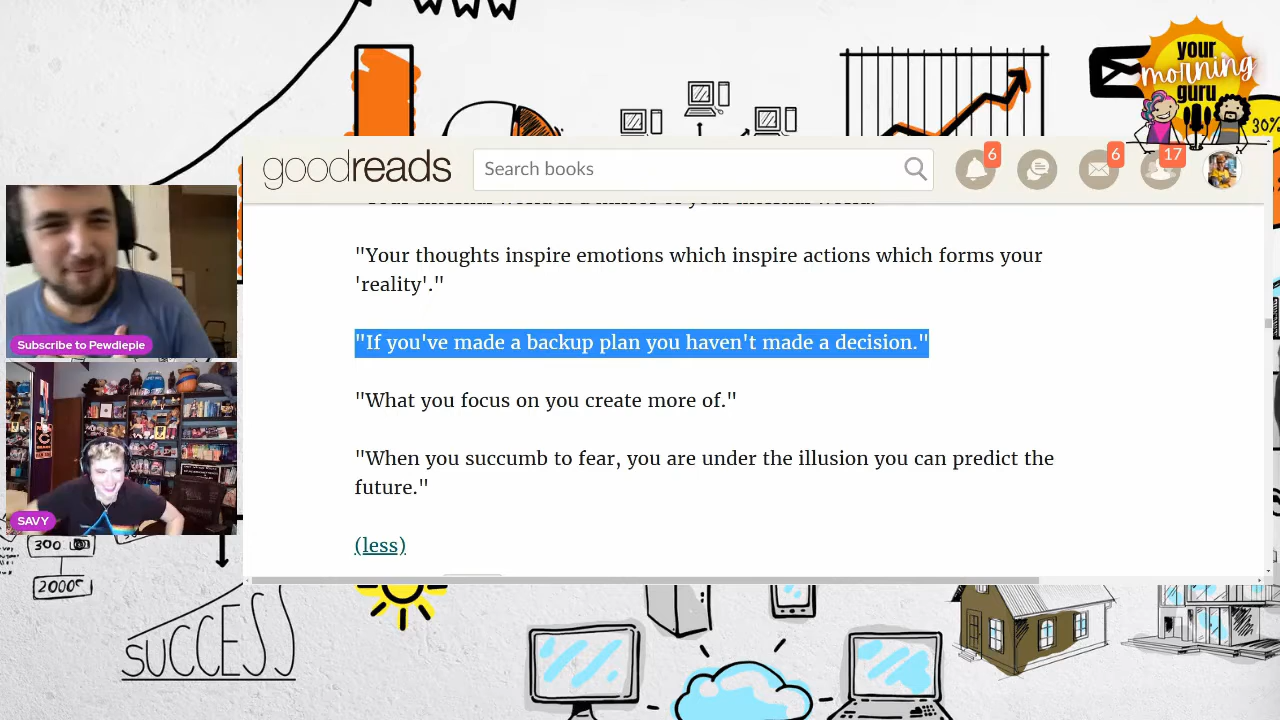 WWW
your
morning
guru
30%
goodreads
Search books
6
6
17
"Your thoughts inspire emotions which inspire actions which forms your
'reality'."
"If you've made a backup plan you haven't made a decision."
"What you focus on you create more of."
"When you succumb to fear, you are under the illusion you can predict the
future."
(less)
Subscribe to Pewdiepie
SAVY
300
2000
SUCCESS